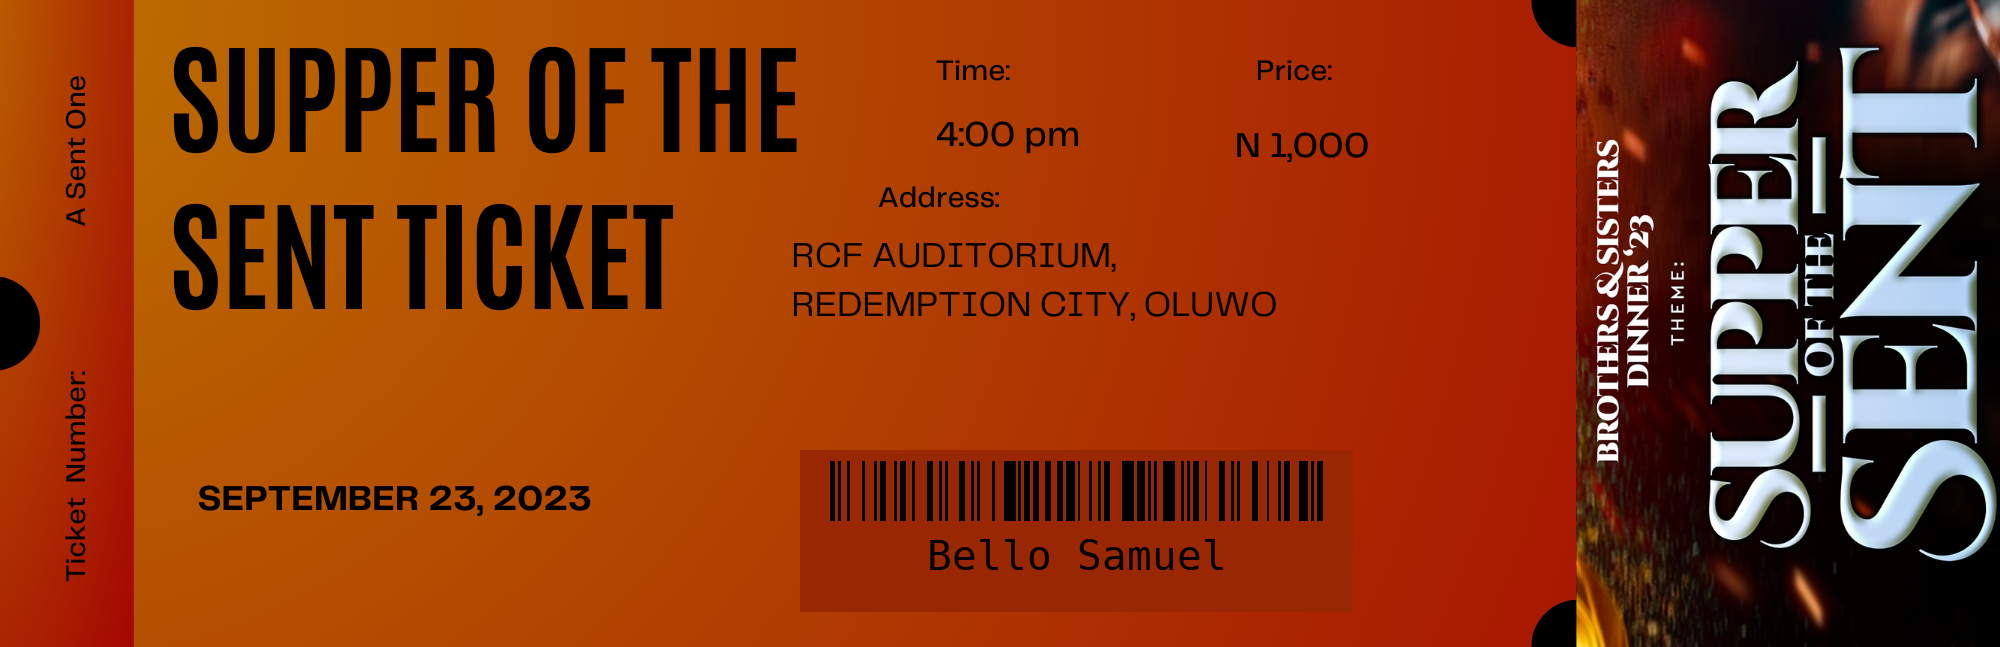 A Sent One
Ticket Number:
SUPPER OF THE
SENT TICKET
SEPTEMBER 23, 2023
Time:
4:00 pm
Price:
N 1,000
Address:
RCF AUDITORIUM,
REDEMPTION CITY, OLUWO
Bello Samuel
BROTHERS & SISTERS
DINNER '23
THEME:
SUPPER
OF THE
SENT